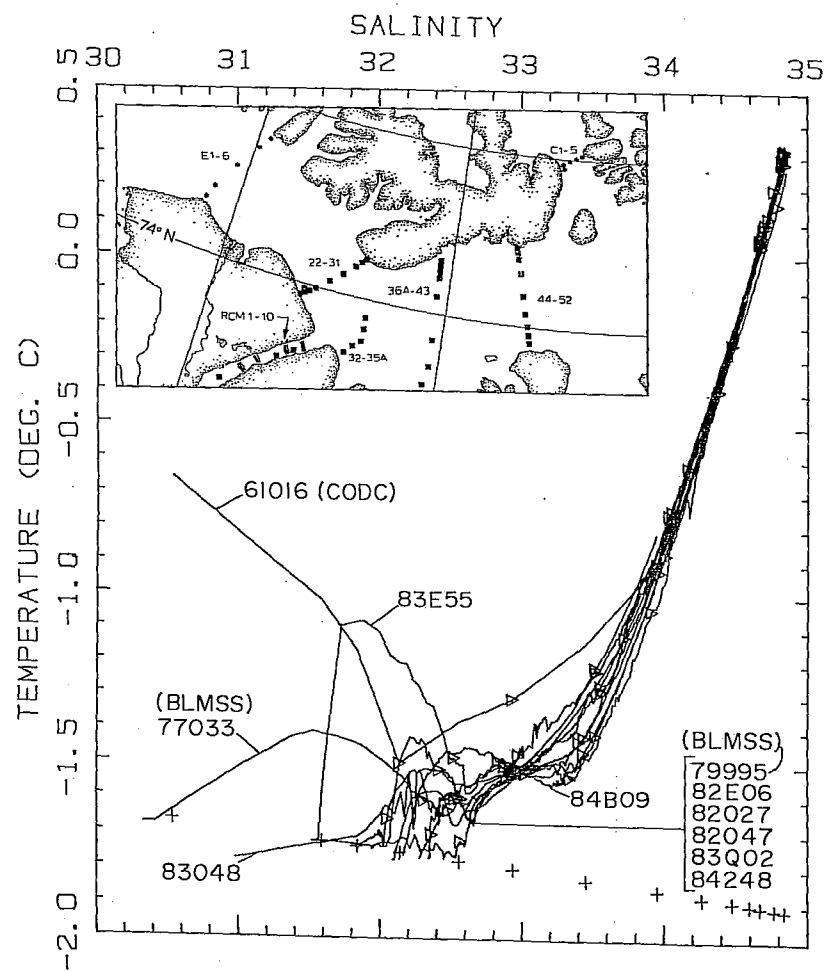 SALINITY
30 31 32 33 34 35
0.5
0.0
-0.5
-1.0
-1.5
-2.0
TEMPERATURE (DEG. C)
E1-6
C1-5
74°N
22-31
36A-43
44-52
RCM 1-10
32-35A
61016 (CODC)
83E55
(BLMSS)
77033
83048
84B09
(BLMSS)
79995
82E06
82027
82047
83Q02
84248